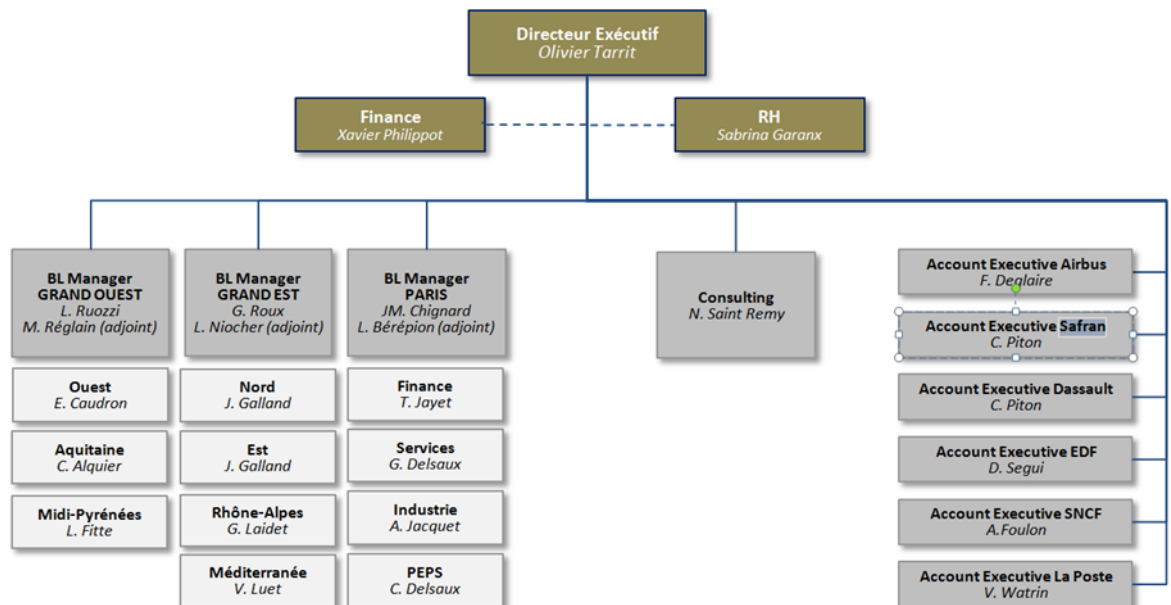 Directeur Exécutif
Olivier Tarrit
Finance
Xavier Philippot
RH
Sabrina Garanx
BL Manager
GRAND OUEST
L. Ruozzi
M. Réglain (adjoint)
BL Manager
GRAND EST
G. Roux
L. Niocher (adjoint)
BL Manager
PARIS
JM. Chignard
L. Bérépion (adjoint)
Consulting
N. Saint Remy
Account Executive Airbus
F. Deglaire
Account Executive Safran
C. Piton
Account Executive Dassault
C. Piton
Account Executive EDF
D. Segui
Account Executive SNCF
A.Foulon
Account Executive La Poste
V. Watrin
Ouest
E. Caudron
Aquitaine
C. Alquier
Midi-Pyrénées
L. Fitte
Nord
J. Galland
Est
J. Galland
Rhône-Alpes
G. Laidet
Méditerranée
V. Luet
Finance
T. Jayet
Services
G. Delsaux
Industrie
A. Jacquet
PEPS
C. Delsaux